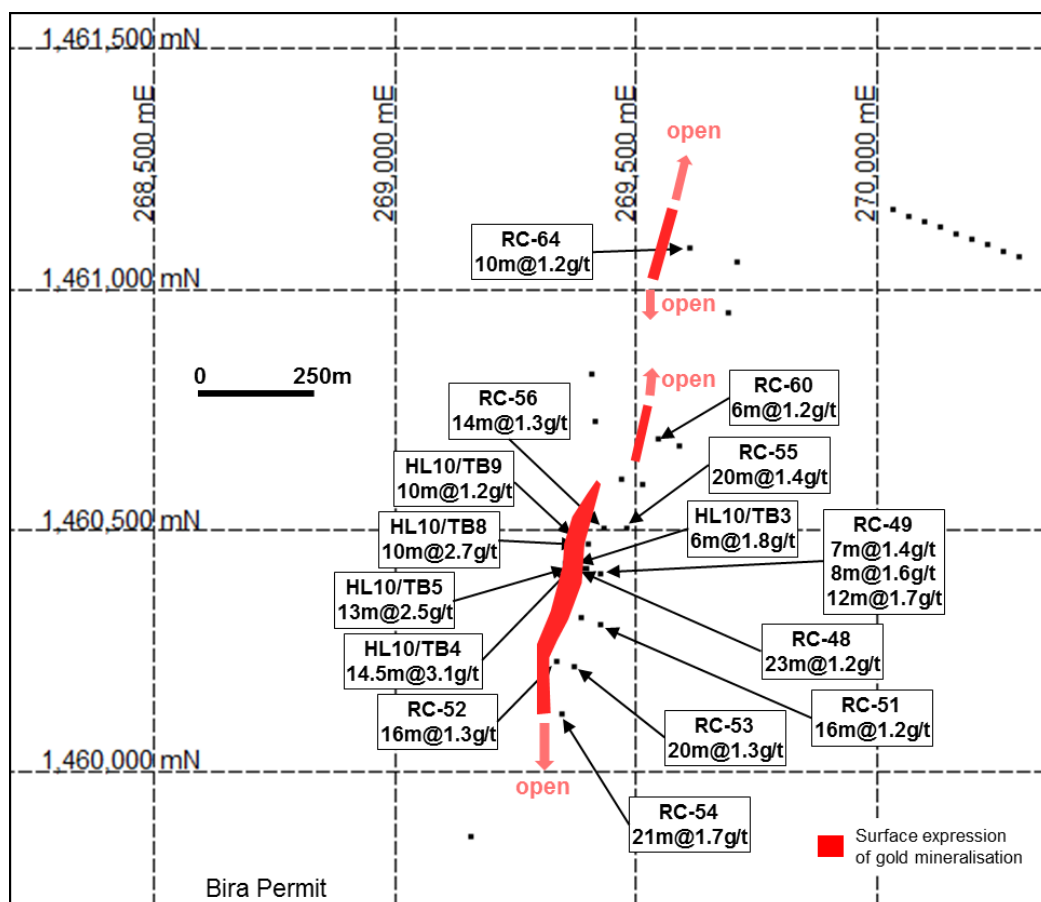 1,461,500 mN
268,500 mE
269,000 mE
269,500 mE
270,000 mE
open
RC-64
10m@1.2g/t
1,461,000 mN
open
0 250m
open
RC-60
6m@1.2g/t
RC-56
14m@1.3g/t
RC-55
20m@1.4g/t
HL10/TB9
10m@1.2g/t
HL10/TB3
6m@1.8g/t
RC-49
7m@1.4g/t
8m@1.6g/t
12m@1.7g/t
1,460,500 mN
HL10/TB8
10m@2.7g/t
HL10/TB5
13m@2.5g/t
RC-48
23m@1.2g/t
HL10/TB4
14.5m@3.1g/t
RC-51
16m@1.2g/t
RC-52
16m@1.3g/t
RC-53
20m@1.3g/t
1,460,000 mN
open
RC-54
21m@1.7g/t
Surface expression
of gold mineralisation
Bira Permit